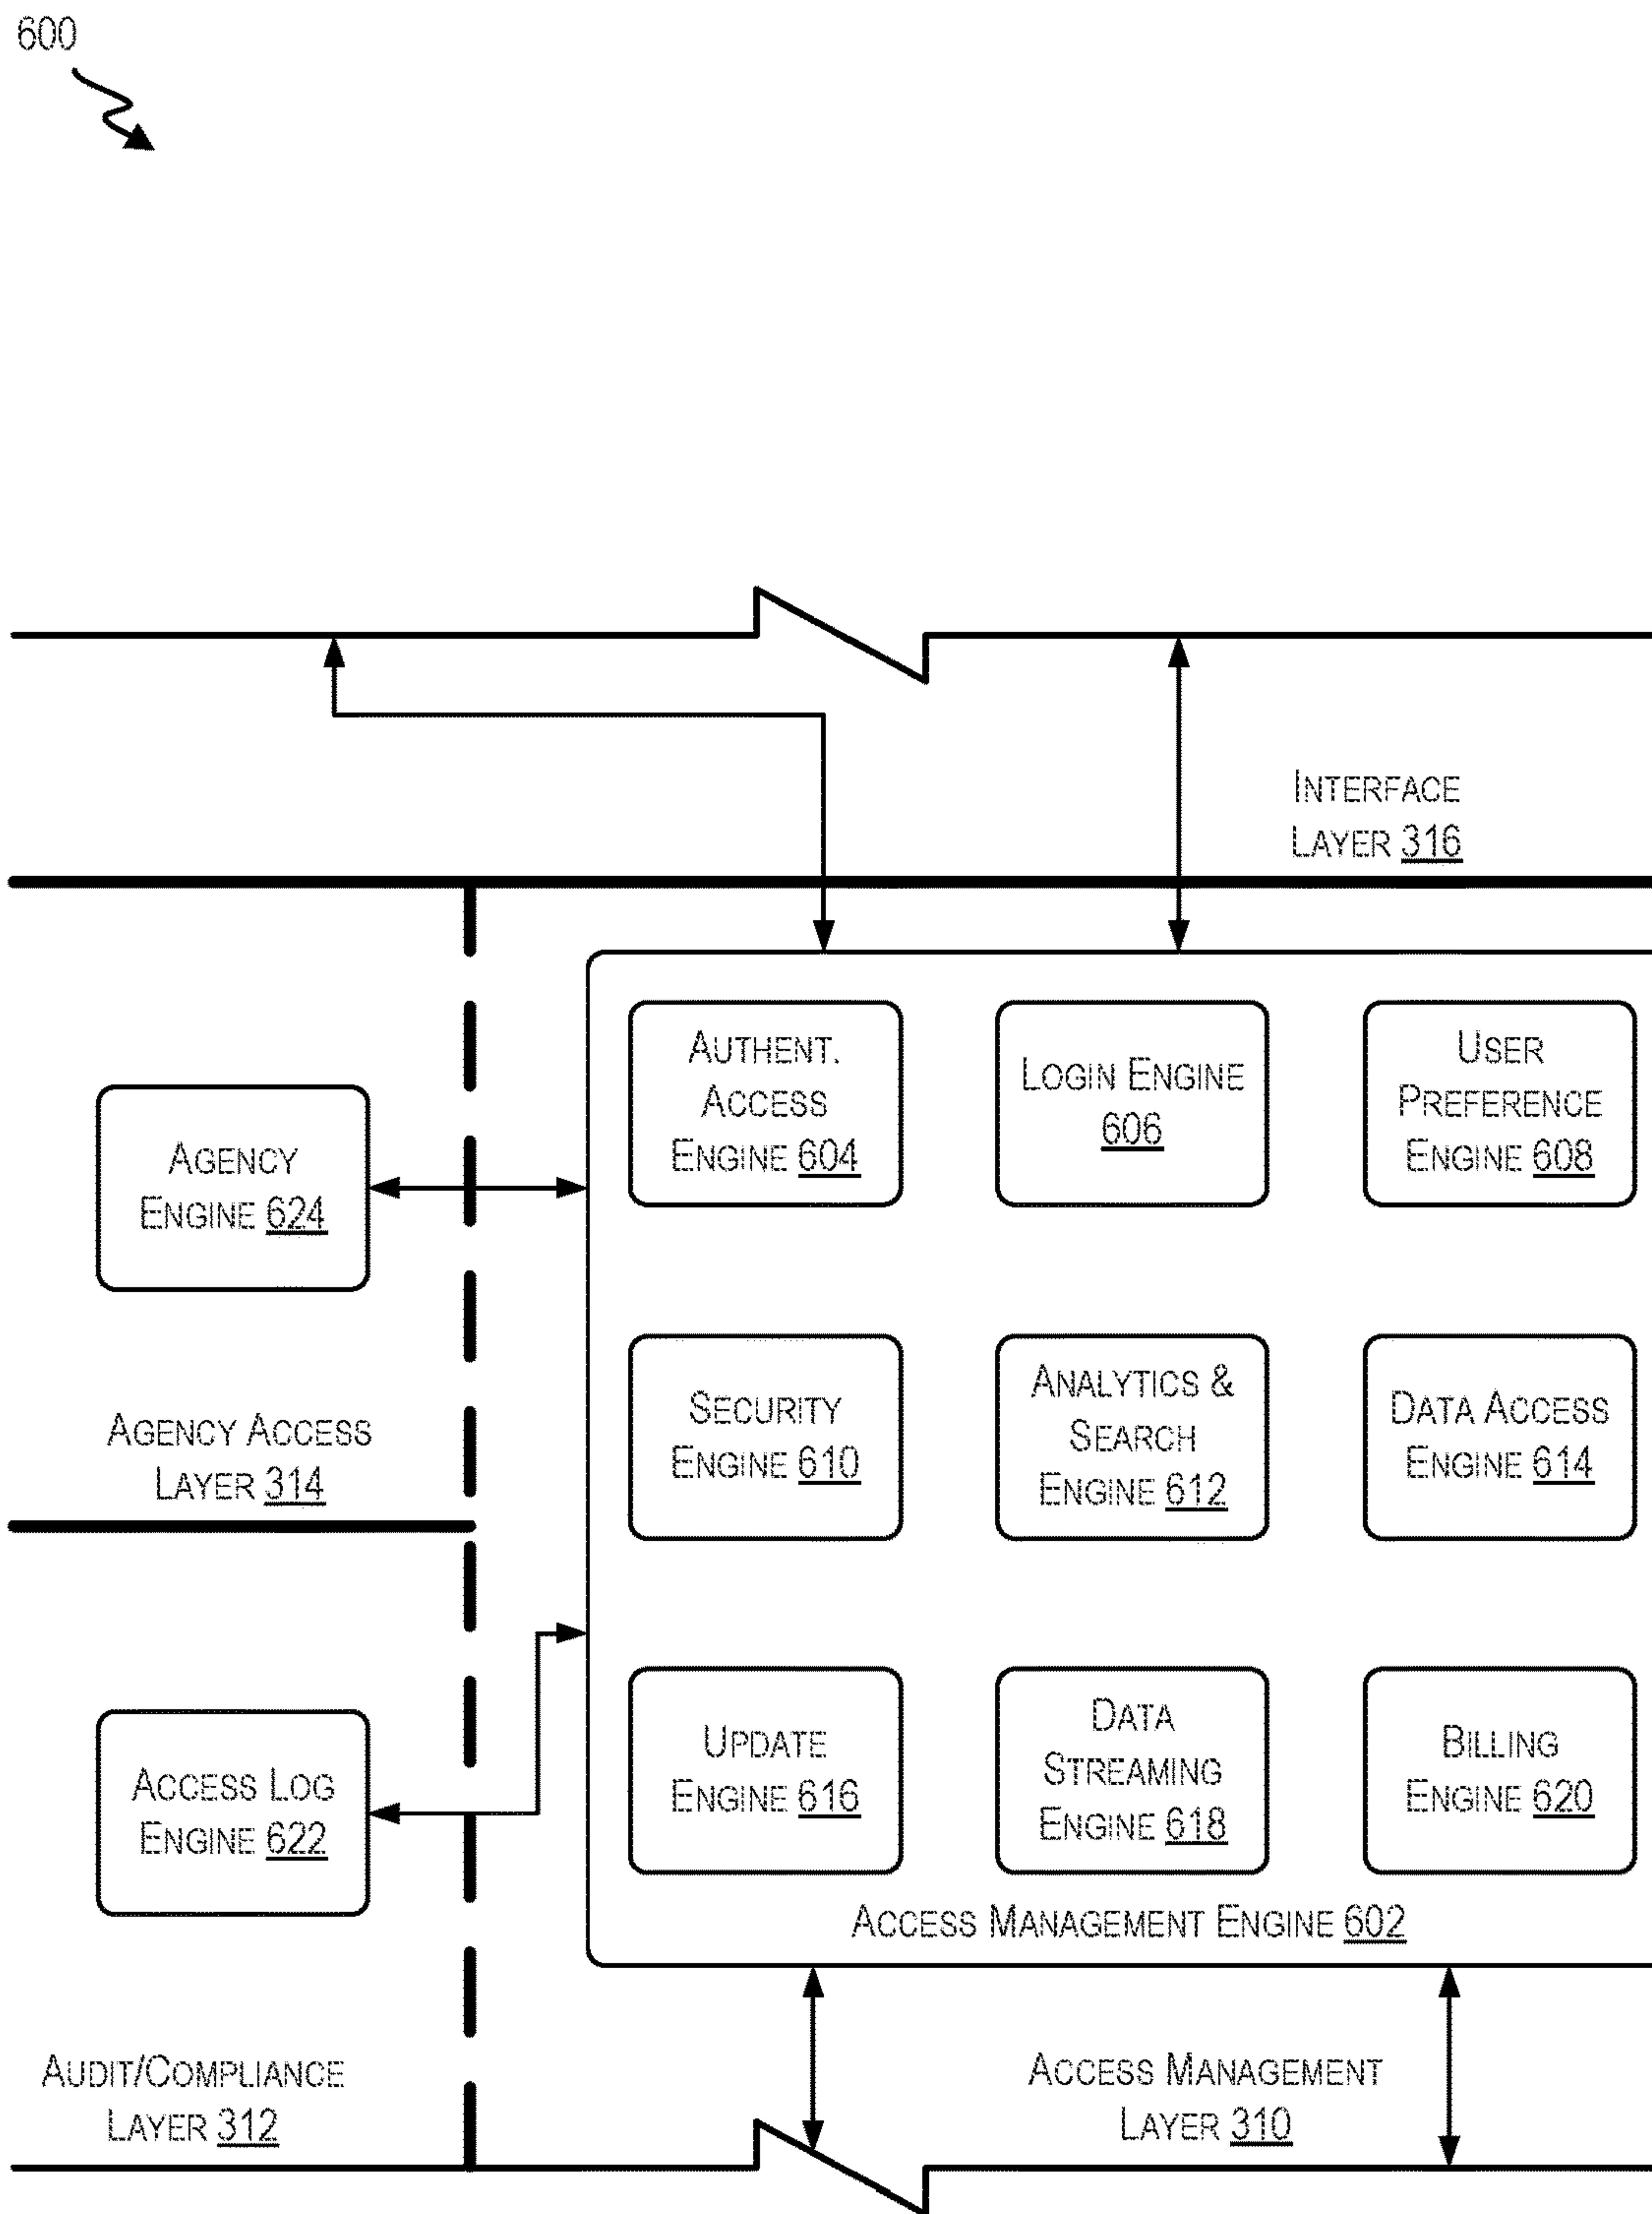 600
INTERFACE
LAYER 316
AUTHENT.
ACCESS
ENGINE 604
LOGIN ENGINE
606
USER
PREFERENCE
ENGINE 608
AGENCY
ENGINE 624
SECURITY
ENGINE 610
ANALYTICS &
SEARCH
ENGINE 612
DATA ACCESS
ENGINE 614
AGENCY ACCESS
LAYER 314
UPDATE
ENGINE 616
DATA
STREAMING
ENGINE 618
BILLING
ENGINE 620
ACCESS LOG
ENGINE 622
ACCESS MANAGEMENT ENGINE 602
AUDIT/COMPLIANCE
LAYER 312
ACCESS MANAGEMENT
LAYER 310